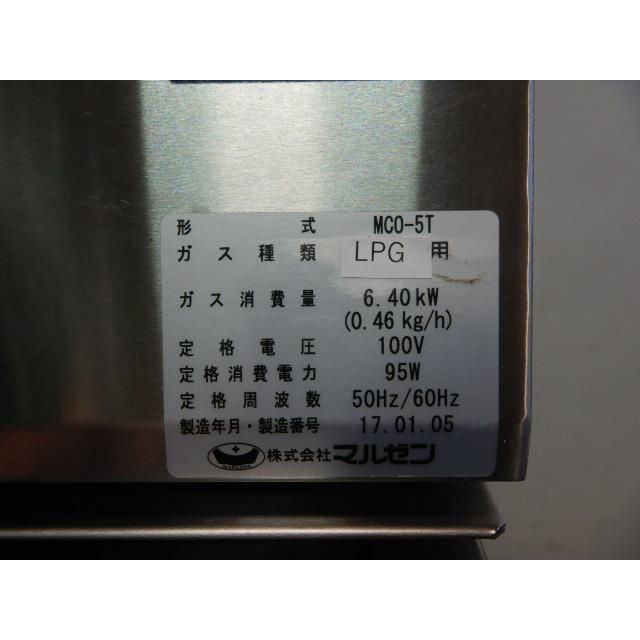 形式 MCO-5T
ガス種類 LPG 用
ガス消費量 6.40kW
(0.46kg/h)
定格電圧 100V
定格消費電力 95W
定格周波数 50Hz/60Hz
製造年月・製造番号 17.01.05
株式会社マルゼン